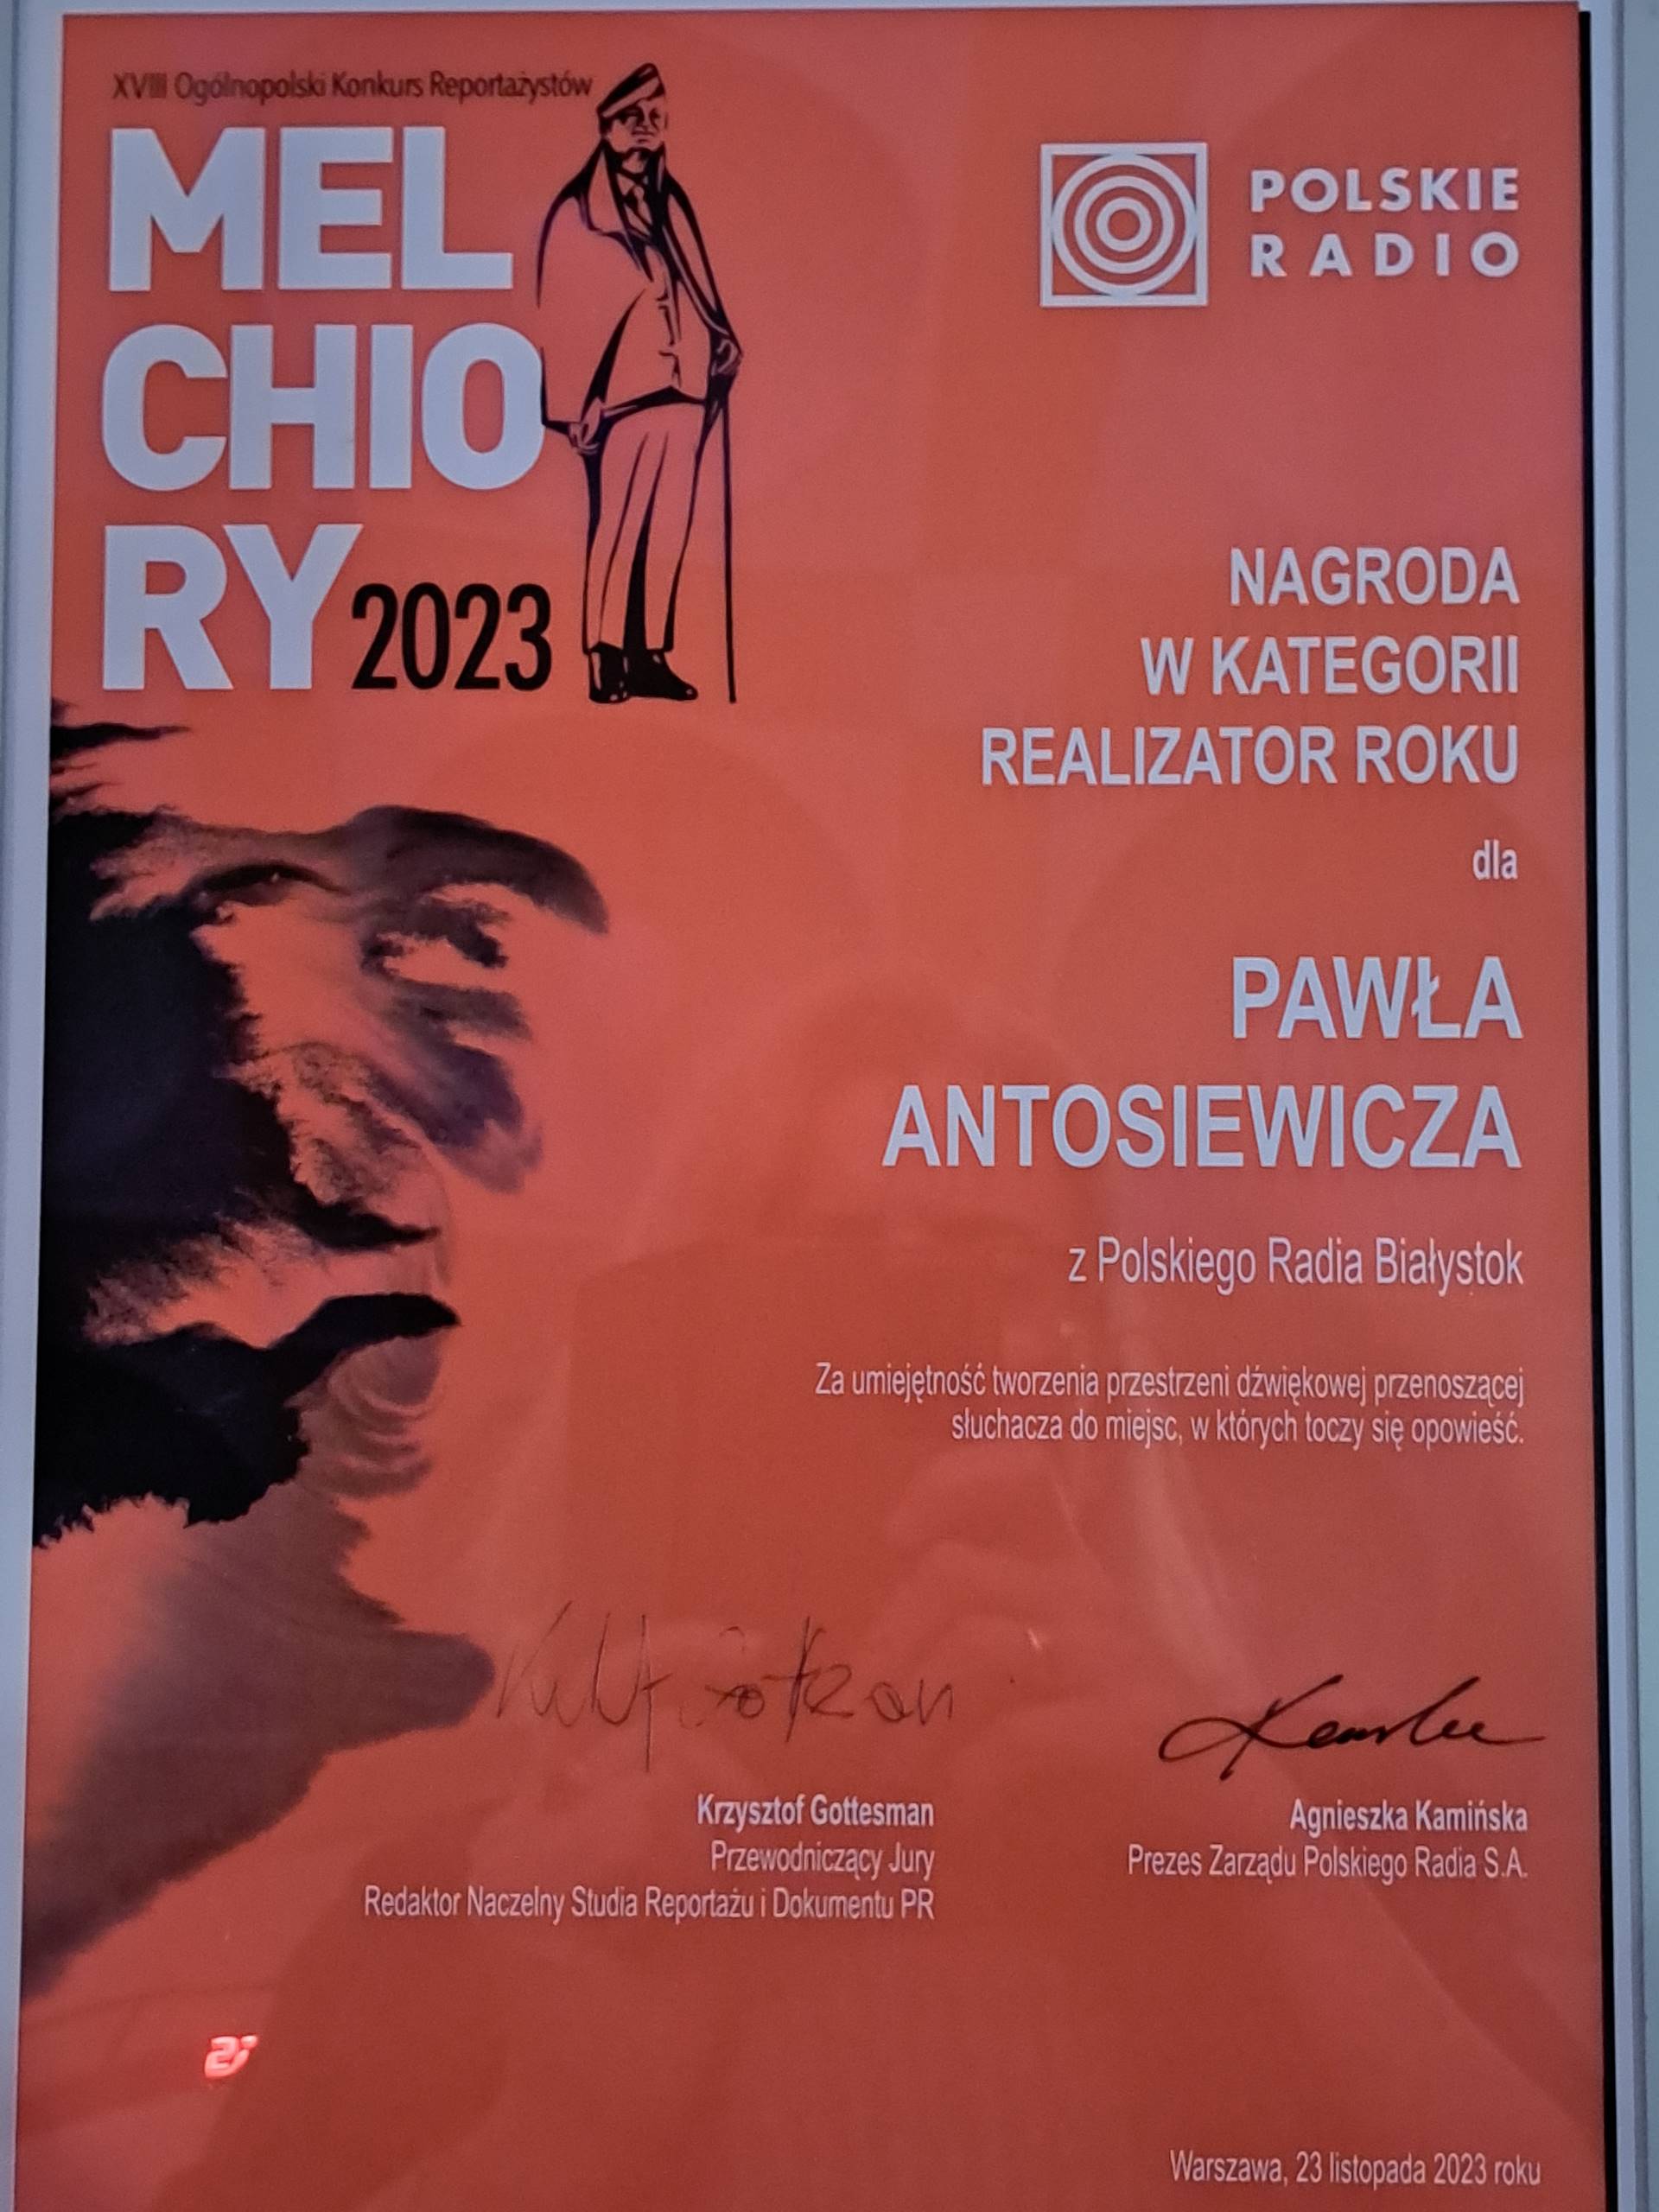 XVIII Ogólnopolski Konkurs Reportażystów
MEL
CHIO
RY 2023
POLSKIE
RADIO
NAGRODA
W KATEGORII
REALIZATOR ROKU
dla
PAWŁA
ANTOSIEWICZA
z Polskiego Radia Białystok
Za umiejętność tworzenia przestrzeni dźwiękowej przenoszącej
słuchacza do miejsc, w których toczy się opowieść.
Krzysztof Gottesman
Przewodniczący Jury
Redaktor Naczelny Studia Reportażu i Dokumentu PR
Agnieszka Kamińska
Prezes Zarządu Polskiego Radia S.A.
Warszawa, 23 listopada 2023 roku